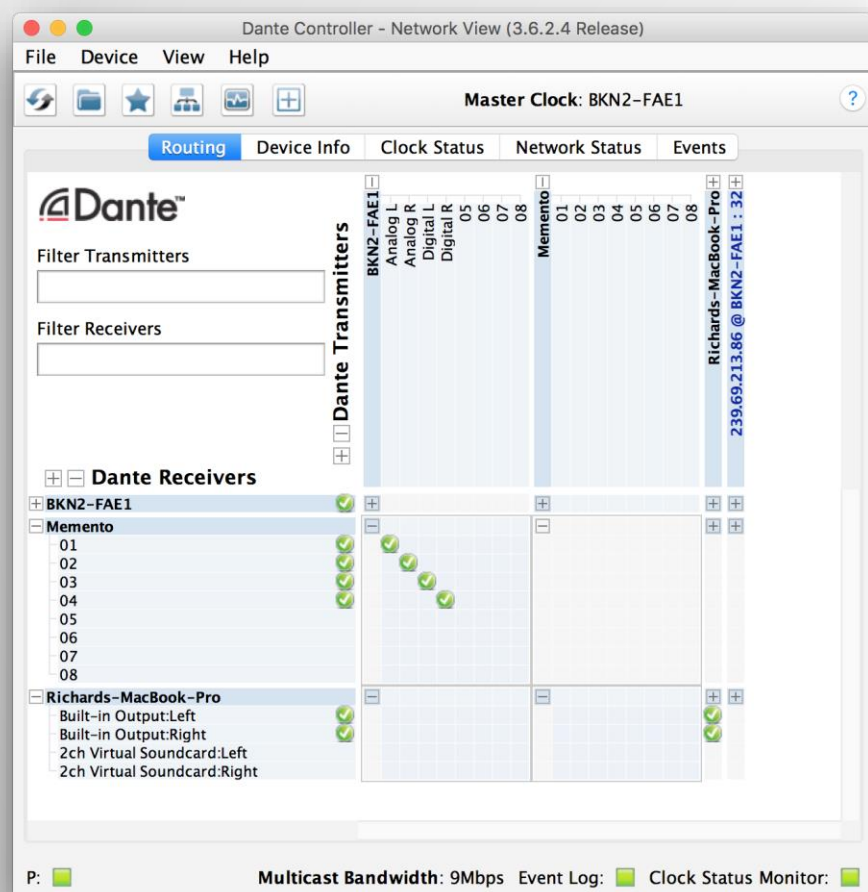 Dante Controller - Network View (3.6.2.4 Release)
File Device View Help
Master Clock: BKN2-FAE1
?
Routing Device Info Clock Status Network Status Events
Dante™
Filter Transmitters
Filter Receivers
Dante Transmitters
BKN2-FAE1
Analog L
Analog R
Digital L
Digital R
05
06
07
08
Memento
01
02
03
04
05
06
07
08
Richards-MacBook-Pro
239.69.213.86 @ BKN2-FAE1 : 32
Dante Receivers
BKN2-FAE1
Memento
01
02
03
04
05
06
07
08
Richards-MacBook-Pro
Built-in Output:Left
Built-in Output:Right
2ch Virtual Soundcard:Left
2ch Virtual Soundcard:Right
P: Multicast Bandwidth: 9Mbps Event Log: Clock Status Monitor: